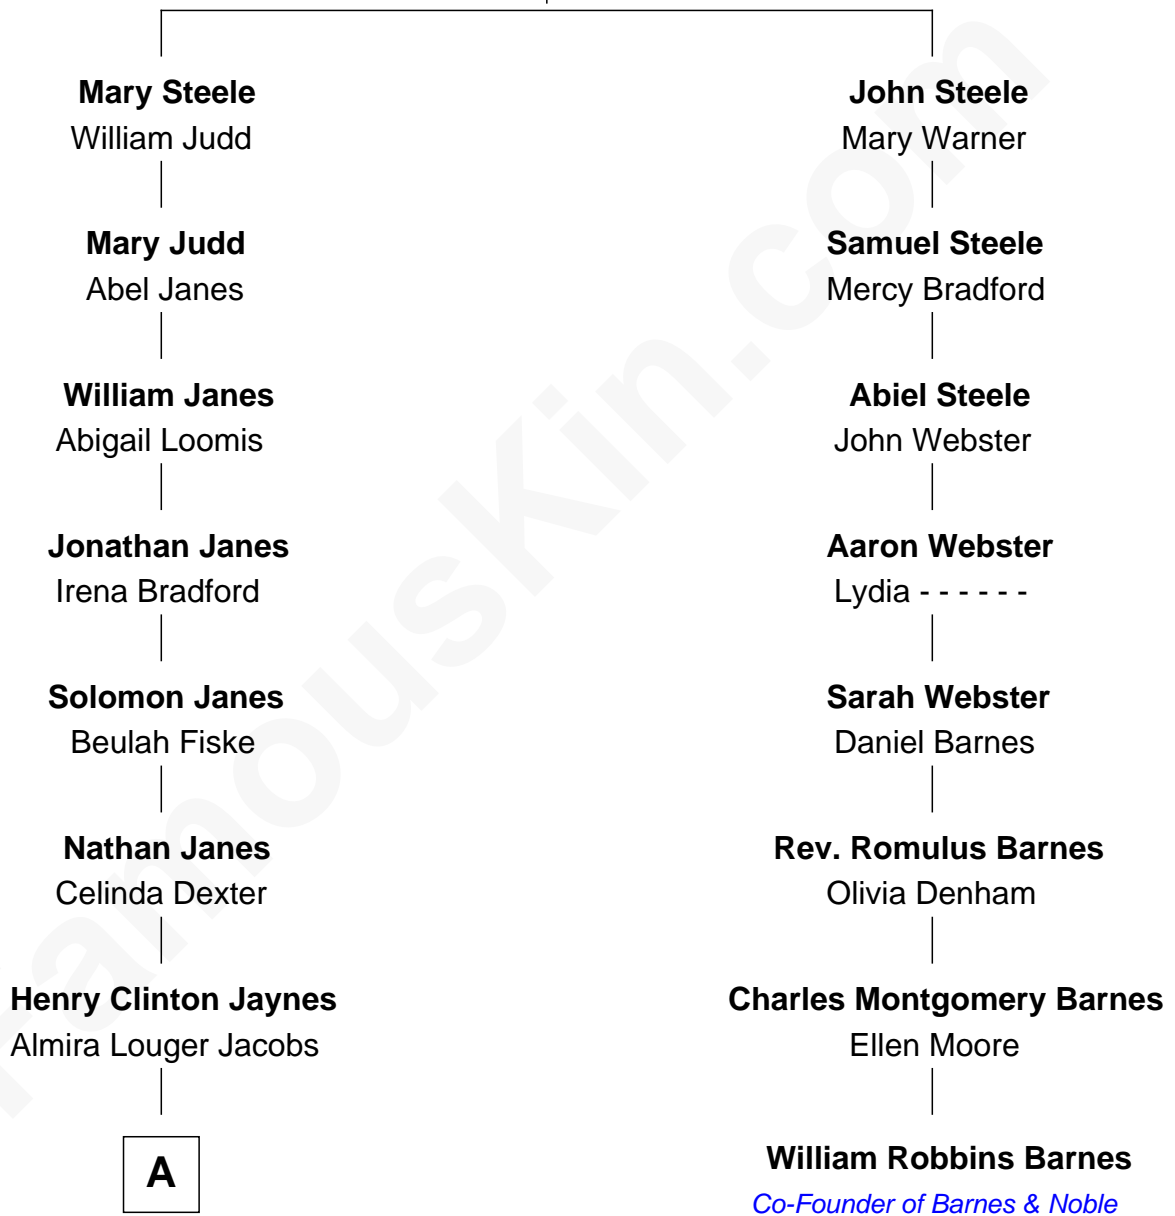 Mary Steele
William Judd
Mary Judd
Abel Janes
William Janes
Abigail Loomis
Jonathan Janes
Irena Bradford
Solomon Janes
Beulah Fiske
Nathan Janes
Celinda Dexter
Henry Clinton Jaynes
Almira Louger Jacobs
A
John Steele
Mary Warner
Samuel Steele
Mercy Bradford
Abiel Steele
John Webster
Aaron Webster
Lydia - - - - - -
Sarah Webster
Daniel Barnes
Rev. Romulus Barnes
Olivia Denham
Charles Montgomery Barnes
Ellen Moore
William Robbins Barnes
Co-Founder of Barnes & Noble
FamousKin.com